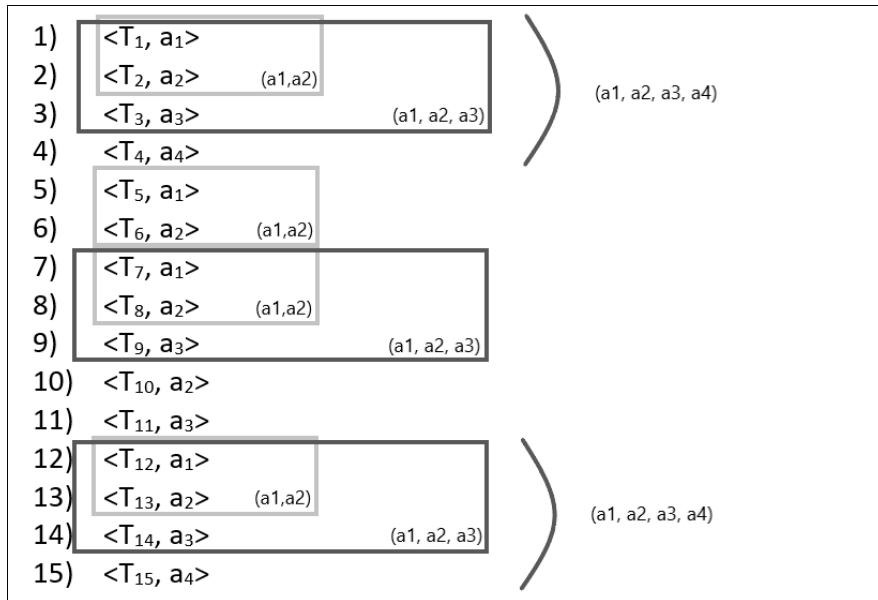 1) <T₁, a₁>
2) <T₂, a₂> (a1,a2) (a1, a2, a3, a4)
3) <T₃, a₃> (a1, a2, a3)
4) <T₄, a₄>
5) <T₅, a₁>
6) <T₆, a₂> (a1,a2)
7) <T₇, a₁>
8) <T₈, a₂> (a1,a2)
9) <T₉, a₃> (a1, a2, a3)
10) <T₁₀, a₂>
11) <T₁₁, a₃>
12) <T₁₂, a₁>
13) <T₁₃, a₂> (a1,a2) (a1, a2, a3, a4)
14) <T₁₄, a₃> (a1, a2, a3)
15) <T₁₅, a₄>